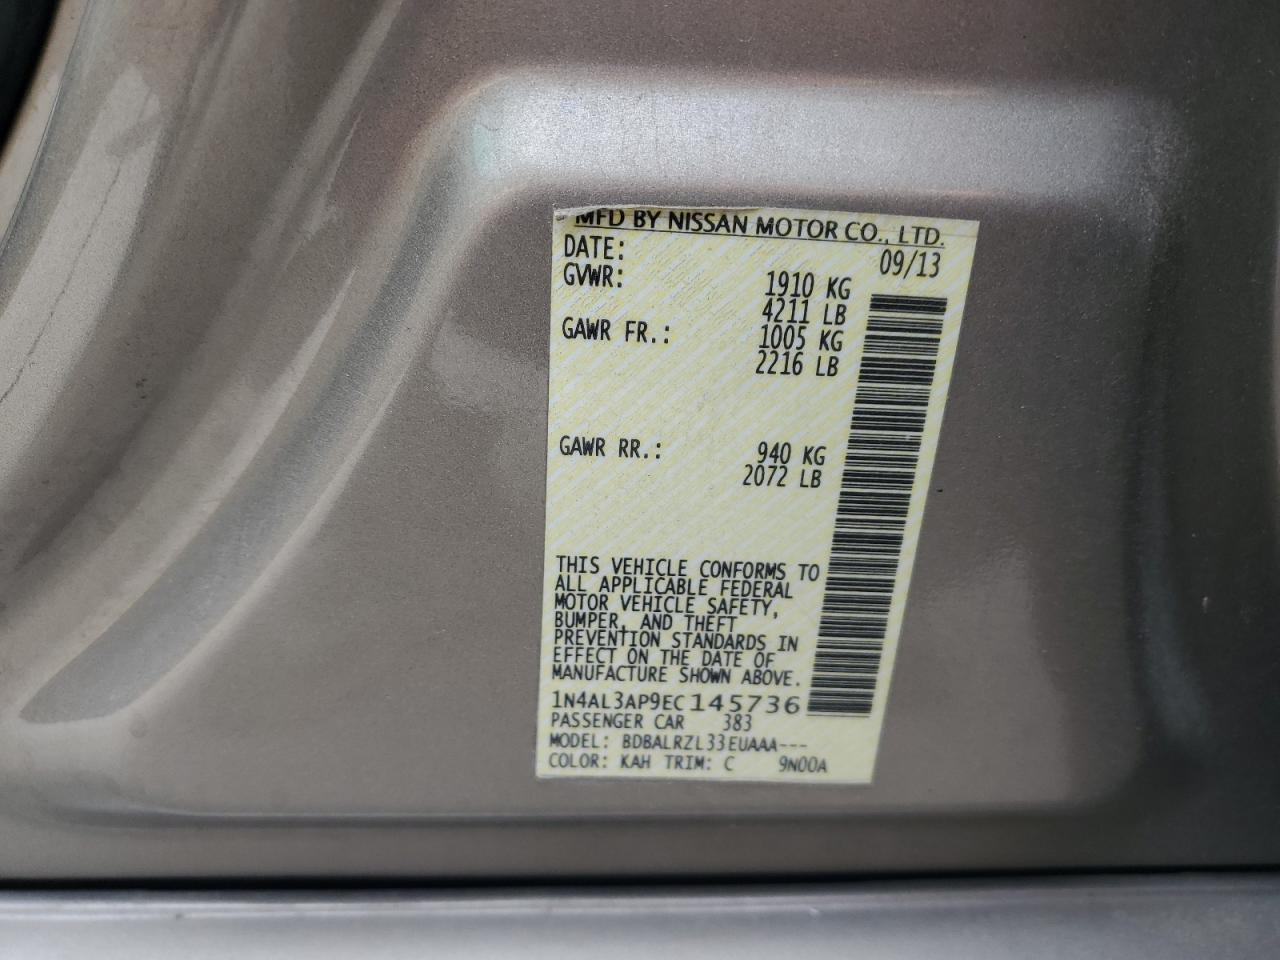 MFD BY NISSAN MOTOR CO., LTD.
DATE: 09/13
GVWR: 1910 KG
4211 LB
GAWR FR.: 1005 KG
2216 LB
GAWR RR.: 940 KG
2072 LB
THIS VEHICLE CONFORMS TO
ALL APPLICABLE FEDERAL
MOTOR VEHICLE SAFETY,
BUMPER, AND THEFT
PREVENTION STANDARDS IN
EFFECT ON THE DATE OF
MANUFACTURE SHOWN ABOVE.
1N4AL3AP9EC145736
PASSENGER CAR 383
MODEL: BDBALRZL33EUAAA---
COLOR: KAH TRIM: C 9N00A